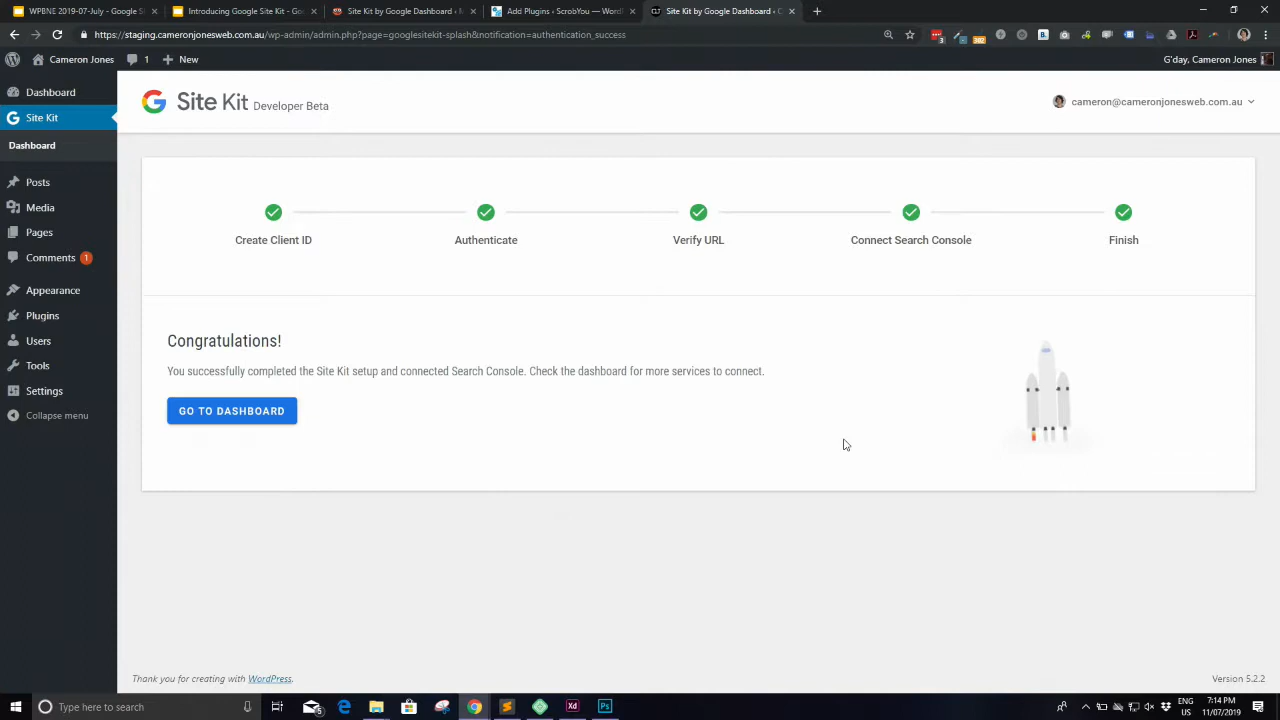 WPBNE 2019-07-July - Google Sl
Introducing Google Site Kit - Goo
Site Kit by Google Dashboard ‹
Add Plugins ‹ ScrobYou — WordP
Site Kit by Google Dashboard ‹ C
https://staging.cameronjonesweb.com.au/wp-admin/admin.php?page=googlesitekit-splash&notification=authentication_success
Cameron Jones
1
New
G'day, Cameron Jones
Dashboard
Site Kit
Dashboard
Posts
Media
Pages
Comments 1
Appearance
Plugins
Users
Tools
Settings
Collapse menu
Site Kit Developer Beta
cameron@cameronjonesweb.com.au
Create Client ID
Authenticate
Verify URL
Connect Search Console
Finish
Congratulations!
You successfully completed the Site Kit setup and connected Search Console. Check the dashboard for more services to connect.
GO TO DASHBOARD
Thank you for creating with WordPress.
Version 5.2.2
Type here to search
Xd
Ps
ENG
US
7:14 PM
11/07/2019